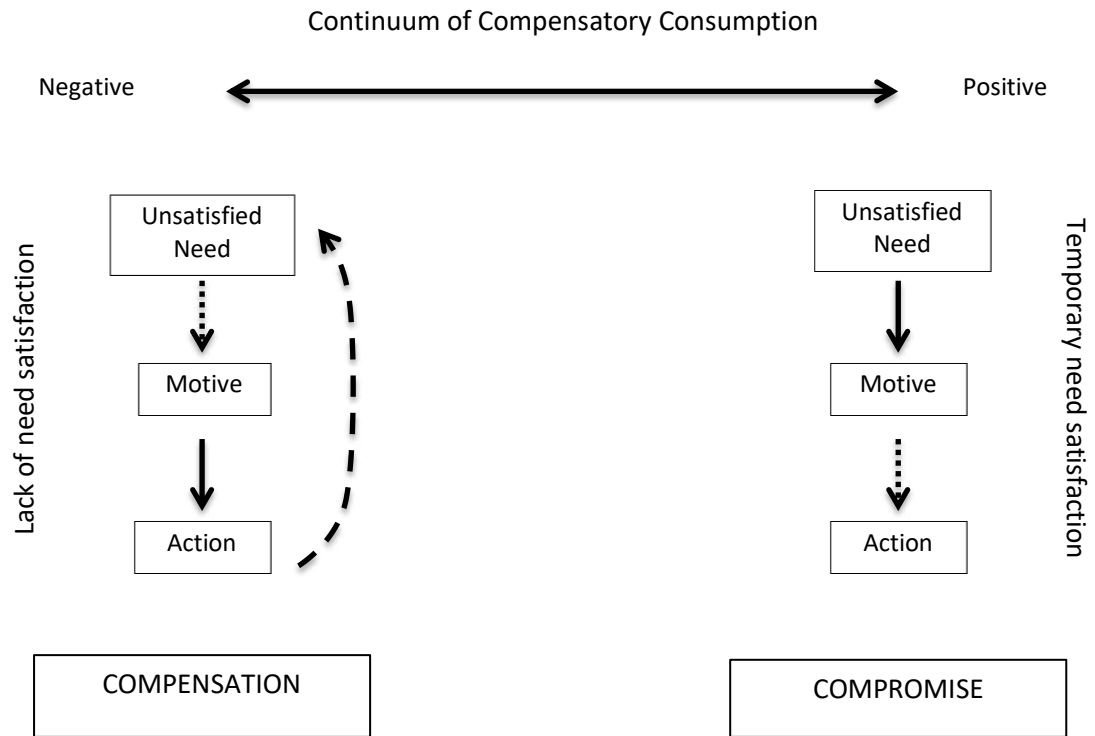 Continuum of Compensatory Consumption
Negative
Positive
Lack of need satisfaction
Unsatisfied
Need
Motive
Action
COMPENSATION
Unsatisfied
Need
Motive
Action
COMPROMISE
Temporary need satisfaction